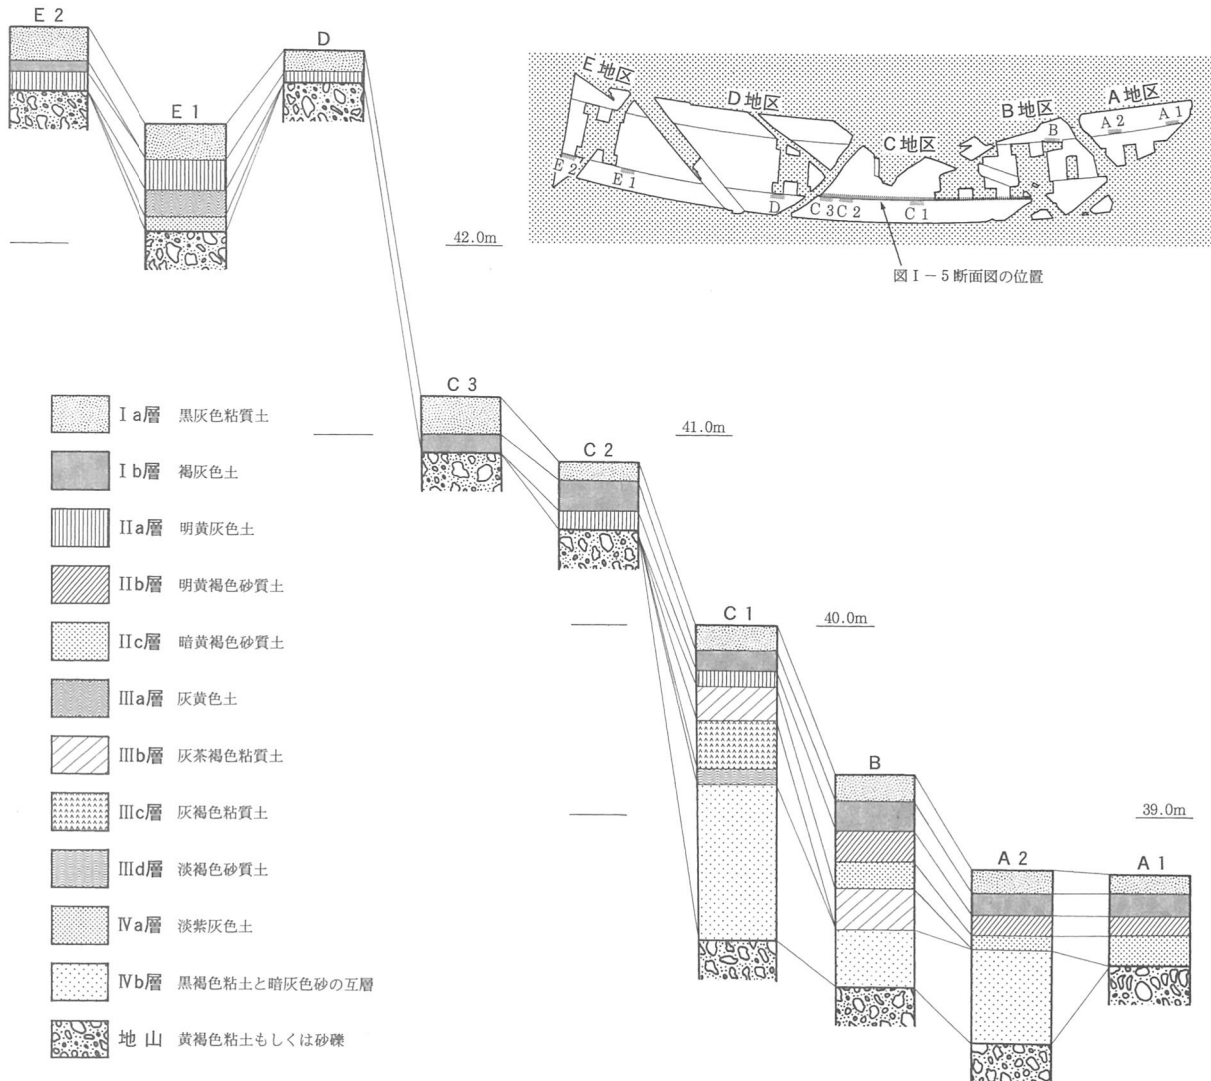 E 2
D
E 1
42.0m
E 地区
D 地区
C 地区
B 地区
A 地区
E 2
E 1
D
C 3
C 2
C 1
B
A 2
A 1
図 I − 5 断面図の位置
C 3
41.0m
C 2
C 1
40.0m
B
39.0m
A 2
A 1
Ⅰa層 黒灰色粘質土
Ⅰb層 褐灰色土
Ⅱa層 明黄灰色土
Ⅱb層 明黄褐色砂質土
Ⅱc層 暗黄褐色砂質土
Ⅲa層 灰黄色土
Ⅲb層 灰茶褐色粘質土
Ⅲc層 灰褐色粘質土
Ⅲd層 淡褐色砂質土
Ⅳa層 淡紫灰色土
Ⅳb層 黒褐色粘土と暗灰色砂の互層
地山 黄褐色粘土もしくは砂礫